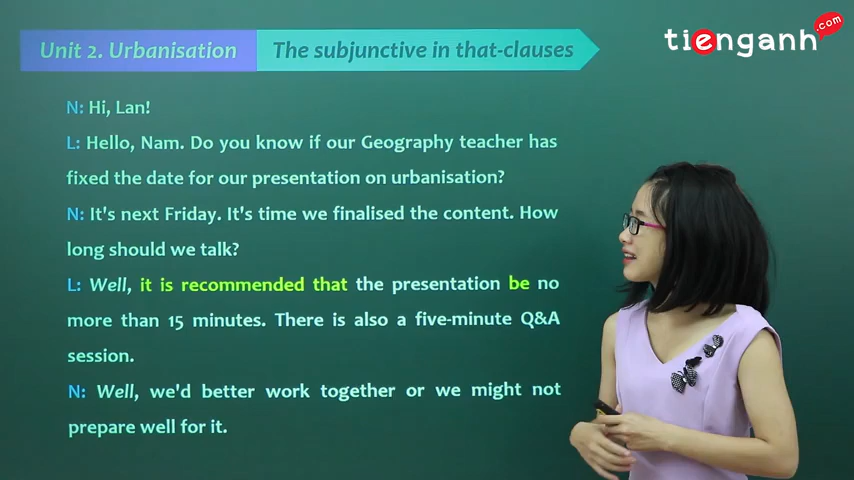 Unit 2. Urbanisation The subjunctive in that-clauses
tienganh.com
N: Hi, Lan!
L: Hello, Nam. Do you know if our Geography teacher has
fixed the date for our presentation on urbanisation?
N: It's next Friday. It's time we finalised the content. How
long should we talk?
L: Well, it is recommended that the presentation be no
more than 15 minutes. There is also a five-minute Q&A
session.
N: Well, we'd better work together or we might not
prepare well for it.